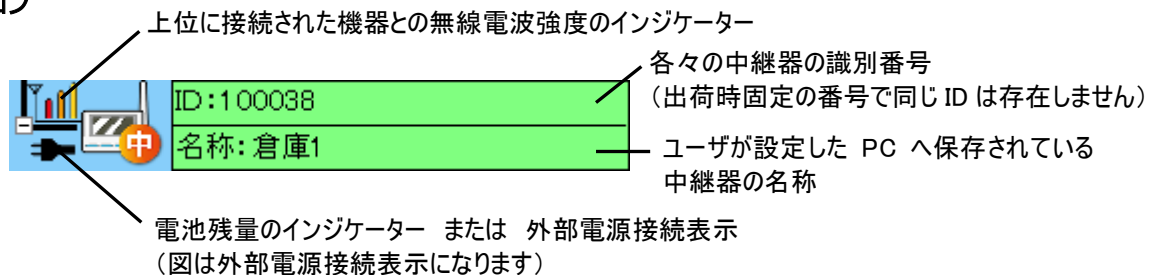 上位に接続された機器との無線電波強度のインジケーター
各々の中継器の識別番号
（出荷時固定の番号で同じ ID は存在しません）
ID:100038
名称:倉庫1
中
ユーザが設定した PC へ保存されている
中継器の名称
電池残量のインジケーター または 外部電源接続表示
（図は外部電源接続表示になります）